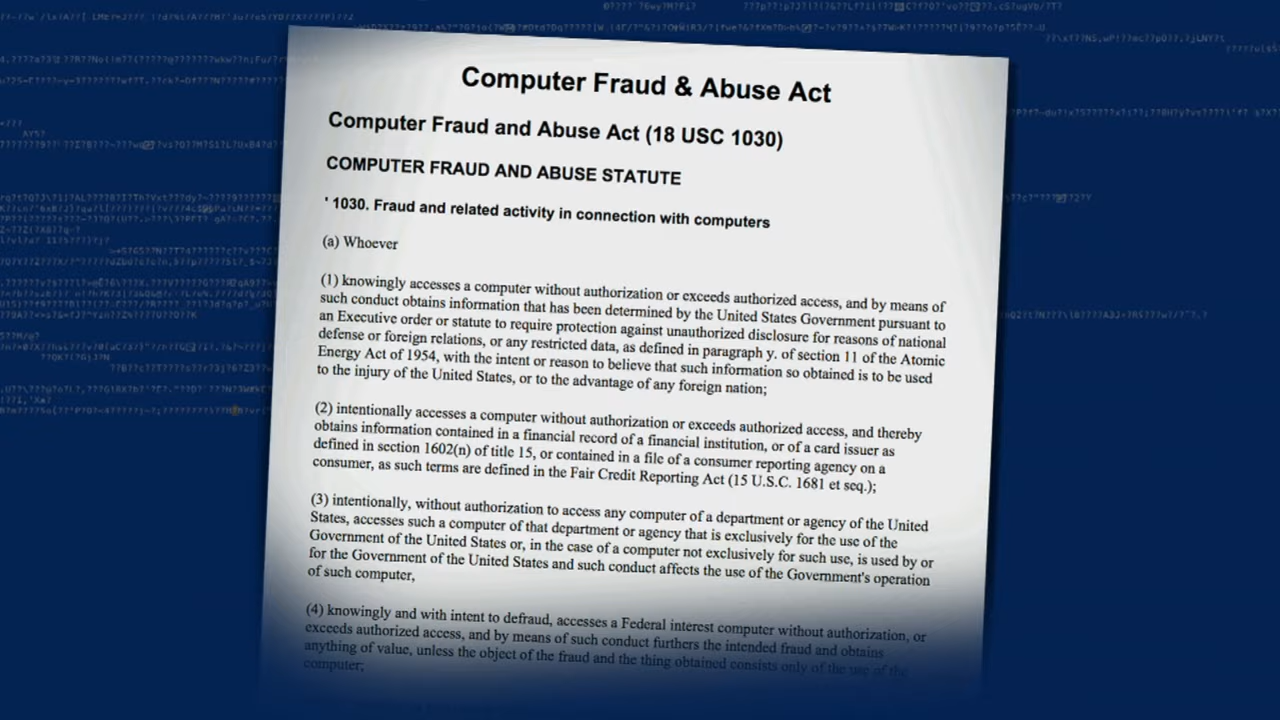 Computer Fraud & Abuse Act
Computer Fraud and Abuse Act (18 USC 1030)
COMPUTER FRAUD AND ABUSE STATUTE
' 1030. Fraud and related activity in connection with computers
(a) Whoever
(1) knowingly accesses a computer without authorization or exceeds authorized access, and by means of
such conduct obtains information that has been determined by the United States Government pursuant to
an Executive order or statute to require protection against unauthorized disclosure for reasons of national
defense or foreign relations, or any restricted data, as defined in paragraph y. of section 11 of the Atomic
Energy Act of 1954, with the intent or reason to believe that such information so obtained is to be used
to the injury of the United States, or to the advantage of any foreign nation;
(2) intentionally accesses a computer without authorization or exceeds authorized access, and thereby
obtains information contained in a financial record of a financial institution, or of a card issuer as
defined in section 1602(n) of title 15, or contained in a file of a consumer reporting agency on a
consumer, as such terms are defined in the Fair Credit Reporting Act (15 U.S.C. 1681 et seq.);
(3) intentionally, without authorization to access any computer of a department or agency of the United
States, accesses such a computer of that department or agency that is exclusively for the use of the
Government of the United States or, in the case of a computer not exclusively for such use, is used by or
for the Government of the United States and such conduct affects the use of the Government's operation
of such computer,
(4) knowingly and with intent to defraud, accesses a Federal interest computer without authorization, or
exceeds authorized access, and by means of such conduct furthers the intended fraud and obtains
anything of value, unless the object of the fraud and the thing obtained consists only of the use of the
computer;